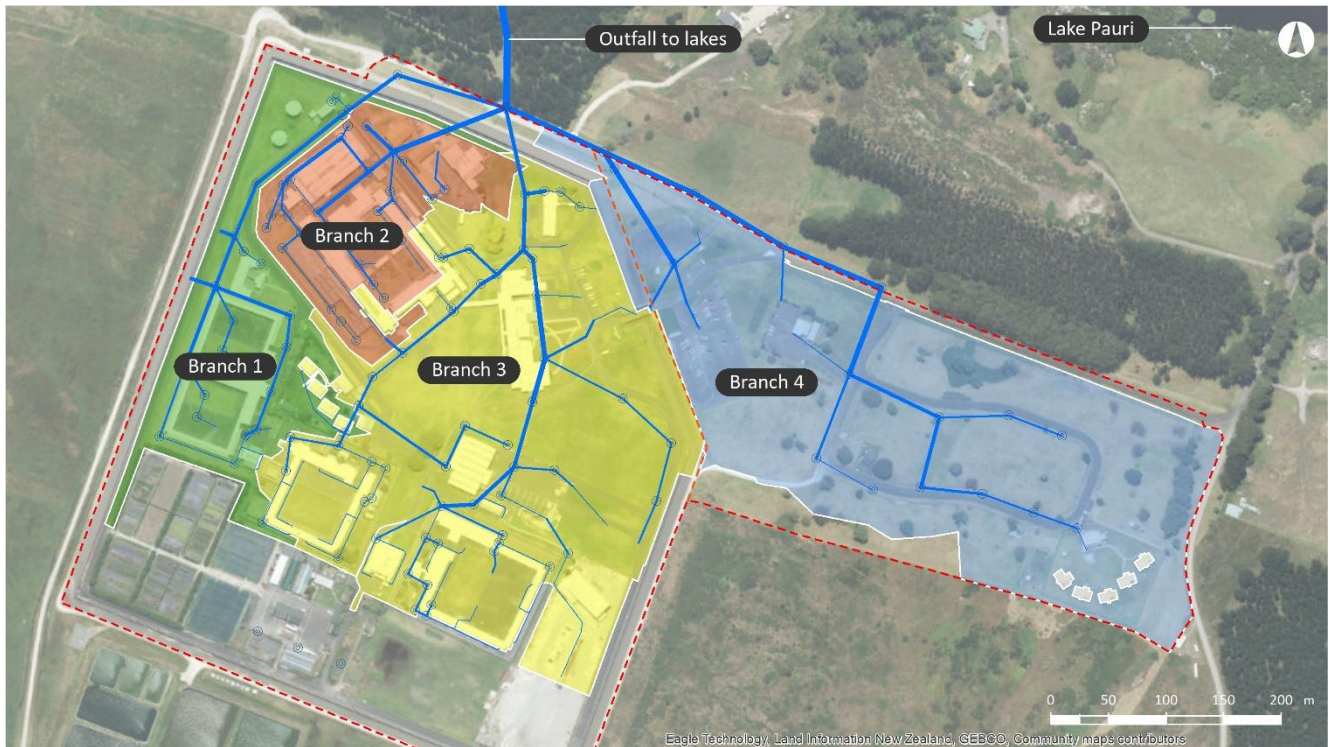 Outfall to lakes
Lake Pauri
Branch 2
Branch 1
Branch 3
Branch 4
0 50 100 150 200 m
Eagle Technology, Land Information New Zealand, GEBCO, Community maps contributors